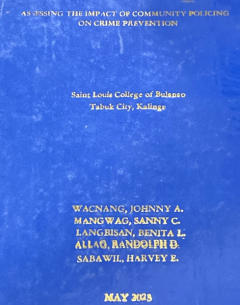 ASSESSING THE IMPACT OF COMMUNITY POLICING
ON CRIME PREVENTION
Saint Louis College of Bulanao
Tabuk City, Kalinga
WACNANG, JOHNNY A.
MANGWAG, SANNY C.
LANGBISAN, BENITA L.
ALLAO, RANDOLPH D.
SABAWIL, HARVEY E.
MAY 2023